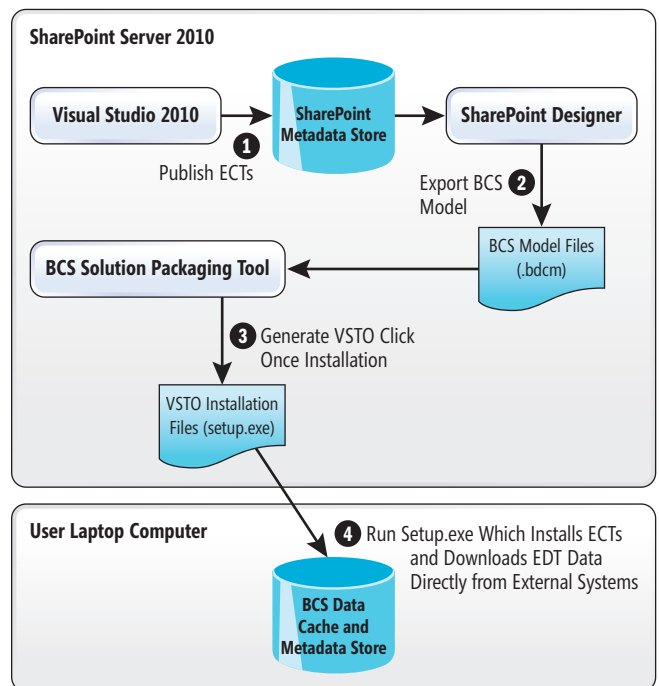 SharePoint Server 2010
Visual Studio 2010
SharePoint
Metadata Store
SharePoint Designer
1
Publish ECTs
Export BCS 2
Model
BCS Model Files
(.bdcm)
BCS Solution Packaging Tool
3 Generate VSTO Click
Once Installation
VSTO Installation
Files (setup.exe)
User Laptop Computer
4 Run Setup.exe Which Installs ECTs
and Downloads EDT Data
Directly from External Systems
BCS Data
Cache and
Metadata Store